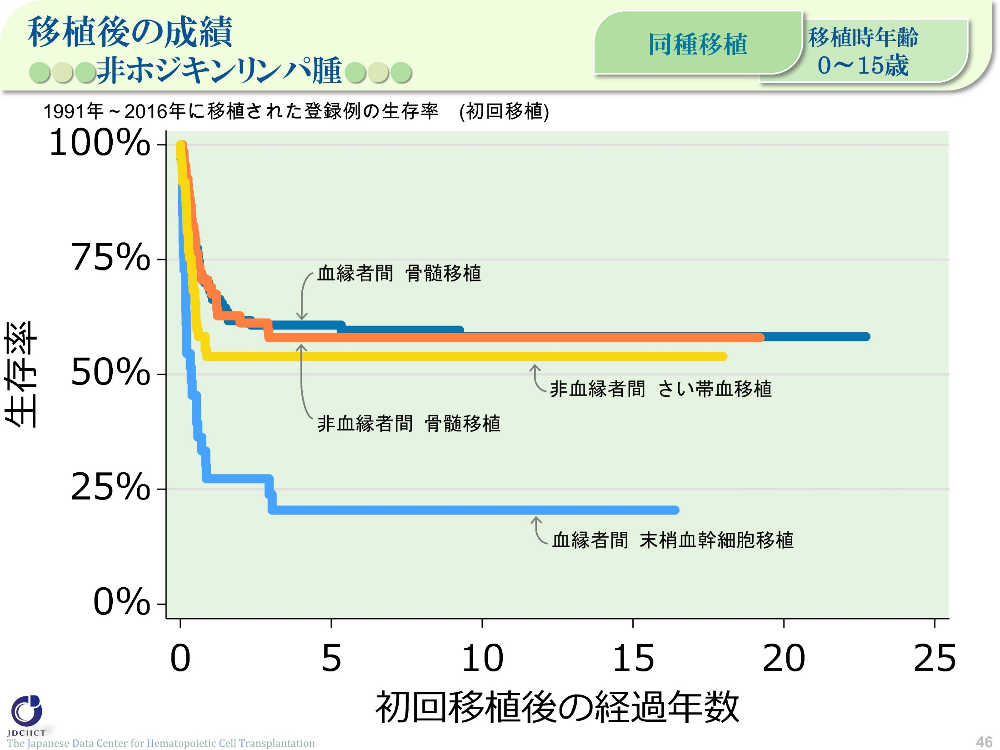 移植後の成績
非ホジキンリンパ腫
同種移植
移植時年齢
0～15歳
1991年～2016年に移植された登録例の生存率　(初回移植)
生存率
100%
75%
50%
25%
0%
血縁者間 骨髄移植
非血縁者間 さい帯血移植
非血縁者間 骨髄移植
血縁者間 末梢血幹細胞移植
0 5 10 15 20 25
初回移植後の経過年数
JDCHCT
The Japanese Data Center for Hematopoietic Cell Transplantation
46